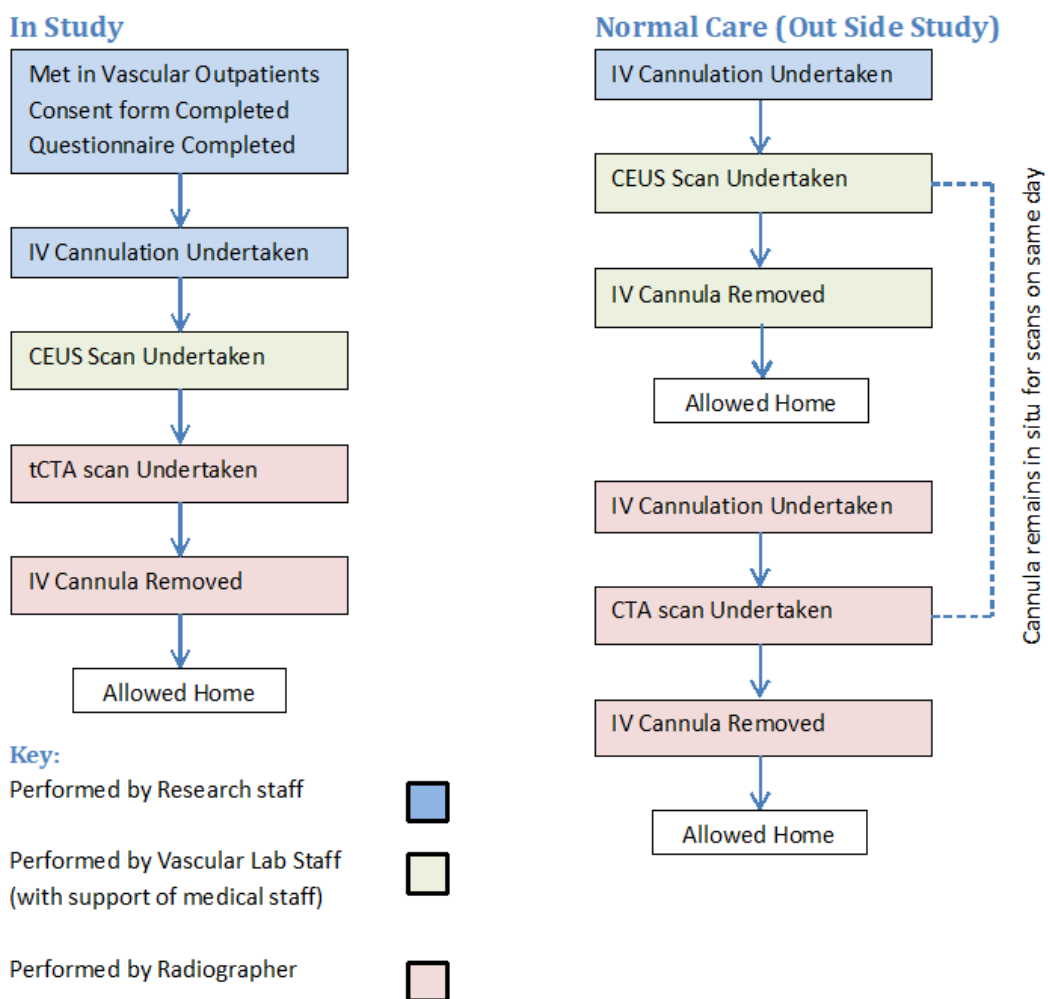 In Study
Met in Vascular Outpatients
Consent form Completed
Questionnaire Completed
IV Cannulation Undertaken
CEUS Scan Undertaken
tCTA scan Undertaken
IV Cannula Removed
Allowed Home
Key:
Performed by Research staff
Performed by Vascular Lab Staff
(with support of medical staff)
Performed by Radiographer
Normal Care (Out Side Study)
IV Cannulation Undertaken
CEUS Scan Undertaken
IV Cannula Removed
Allowed Home
IV Cannulation Undertaken
CTA scan Undertaken
IV Cannula Removed
Allowed Home
Cannula remains in situ for scans on same day